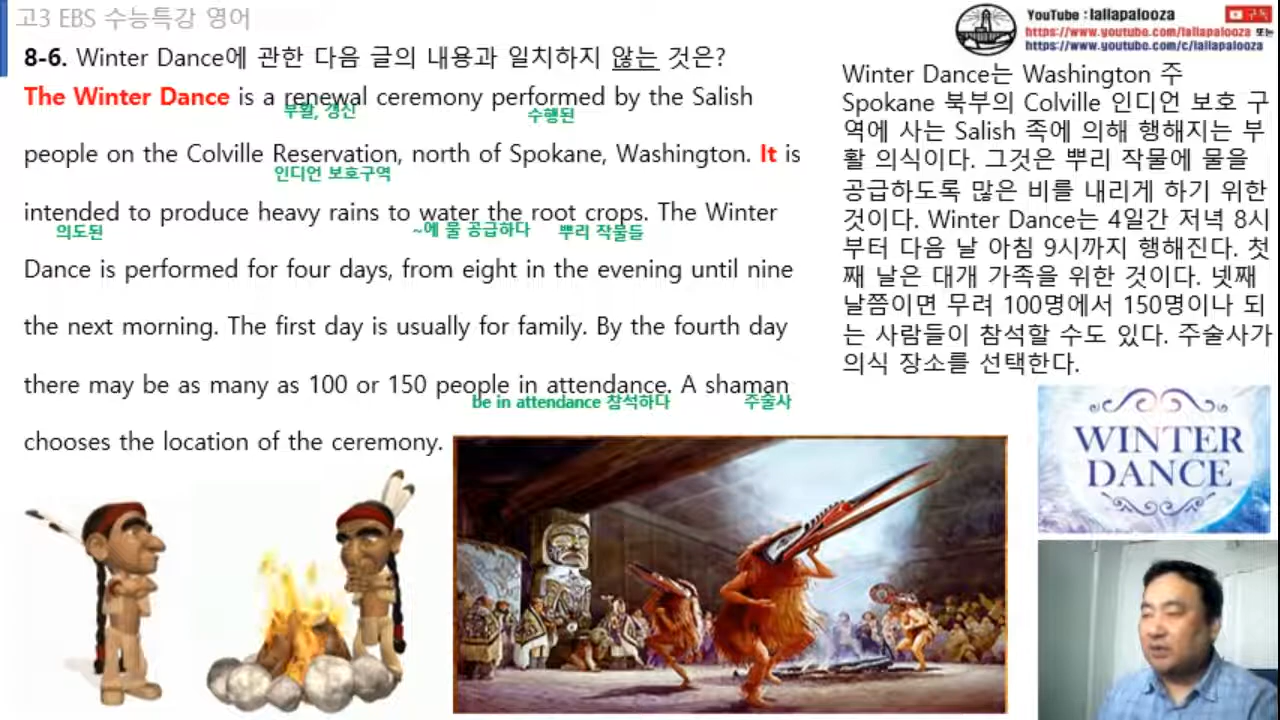 고3 EBS 수능특강 영어
YouTube : lallapalooza
구독
https://www.youtube.com/lallapalooza 또는
https://www.youtube.com/c/lallapalooza
8-6. Winter Dance에 관한 다음 글의 내용과 일치하지 않는 것은?
The Winter Dance is a renewal ceremony performed by the Salish
부활, 갱신
수행된
people on the Colville Reservation, north of Spokane, Washington. It is
인디언 보호구역
intended to produce heavy rains to water the root crops. The Winter
의도된
~에 물 공급하다
뿌리 작물들
Dance is performed for four days, from eight in the evening until nine
the next morning. The first day is usually for family. By the fourth day
there may be as many as 100 or 150 people in attendance. A shaman
be in attendance 참석하다
주술사
chooses the location of the ceremony.
Winter Dance는 Washington 주
Spokane 북부의 Colville 인디언 보호 구
역에 사는 Salish 족에 의해 행해지는 부
활 의식이다. 그것은 뿌리 작물에 물을
공급하도록 많은 비를 내리게 하기 위한
것이다. Winter Dance는 4일간 저녁 8시
부터 다음 날 아침 9시까지 행해진다. 첫
째 날은 대개 가족을 위한 것이다. 넷째
날쯤이면 무려 100명에서 150명이나 되
는 사람들이 참석할 수도 있다. 주술사가
의식 장소를 선택한다.
WINTER
DANCE